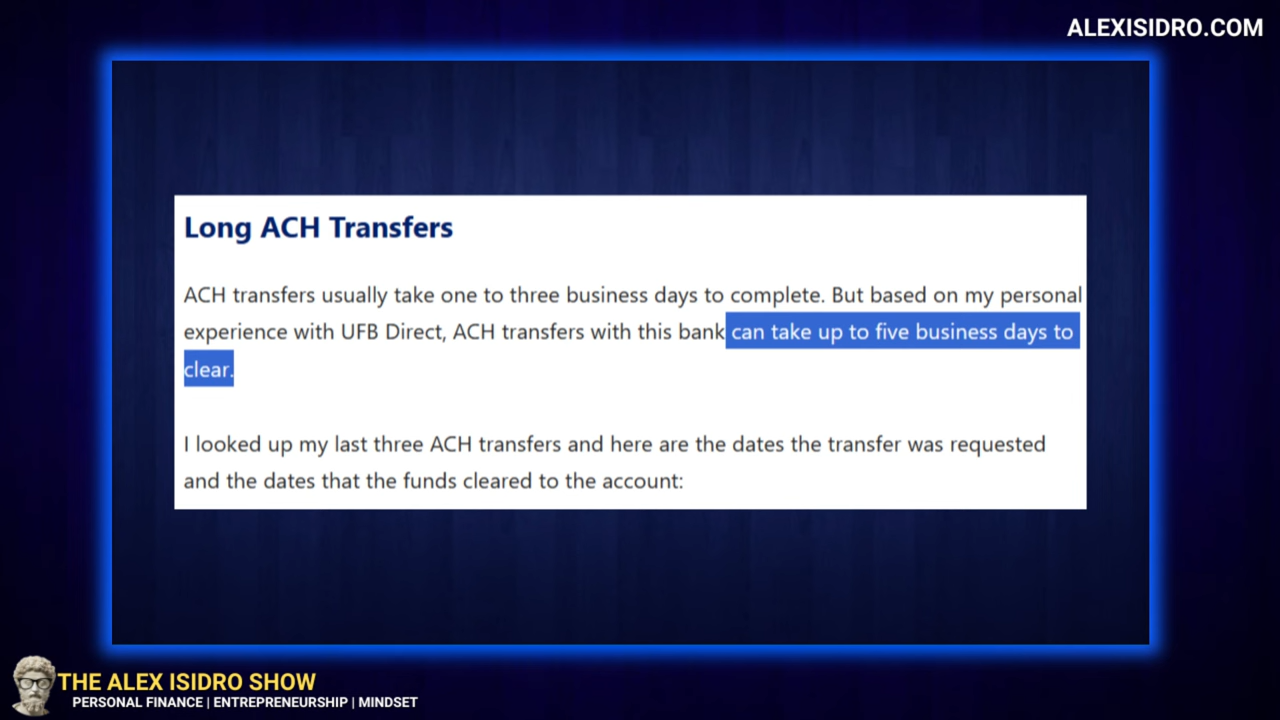 ALEXISIDRO.COM
Long ACH Transfers
ACH transfers usually take one to three business days to complete. But based on my personal
experience with UFB Direct, ACH transfers with this bank can take up to five business days to
clear.
I looked up my last three ACH transfers and here are the dates the transfer was requested
and the dates that the funds cleared to the account:
THE ALEX ISIDRO SHOW
PERSONAL FINANCE | ENTREPRENEURSHIP | MINDSET